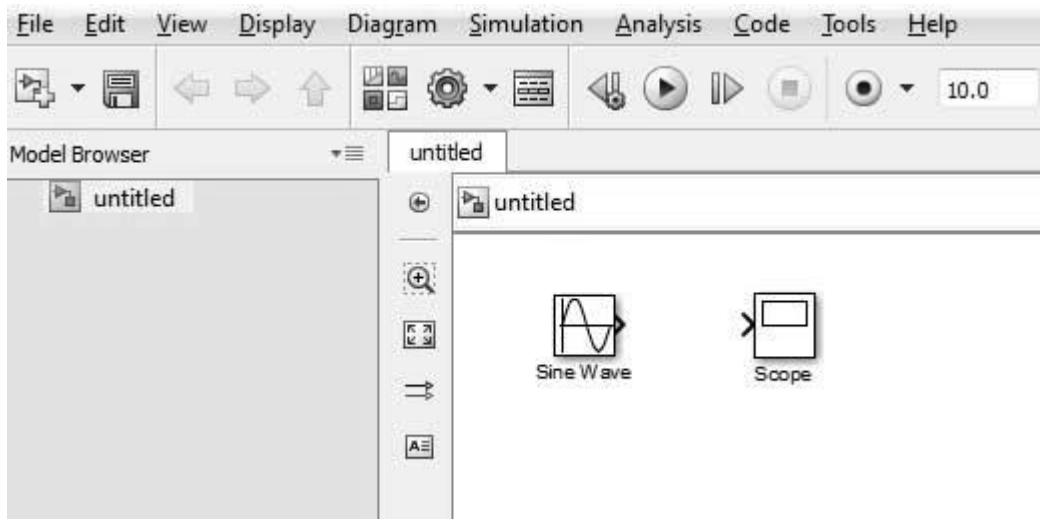 File Edit View Display Diagram Simulation Analysis Code Tools Help
10.0
Model Browser
untitled
untitled
untitled
Sine Wave
Scope